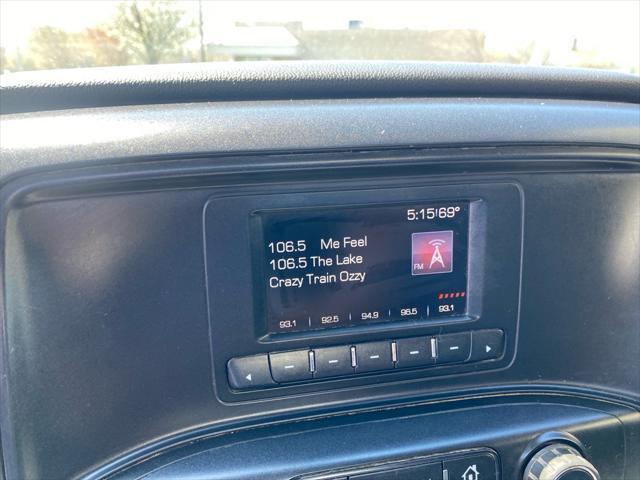 5:15 69°
106.5 Me Feel
106.5 The Lake
Crazy Train Ozzy
FM
93.1 92.5 94.9 96.5 93.1